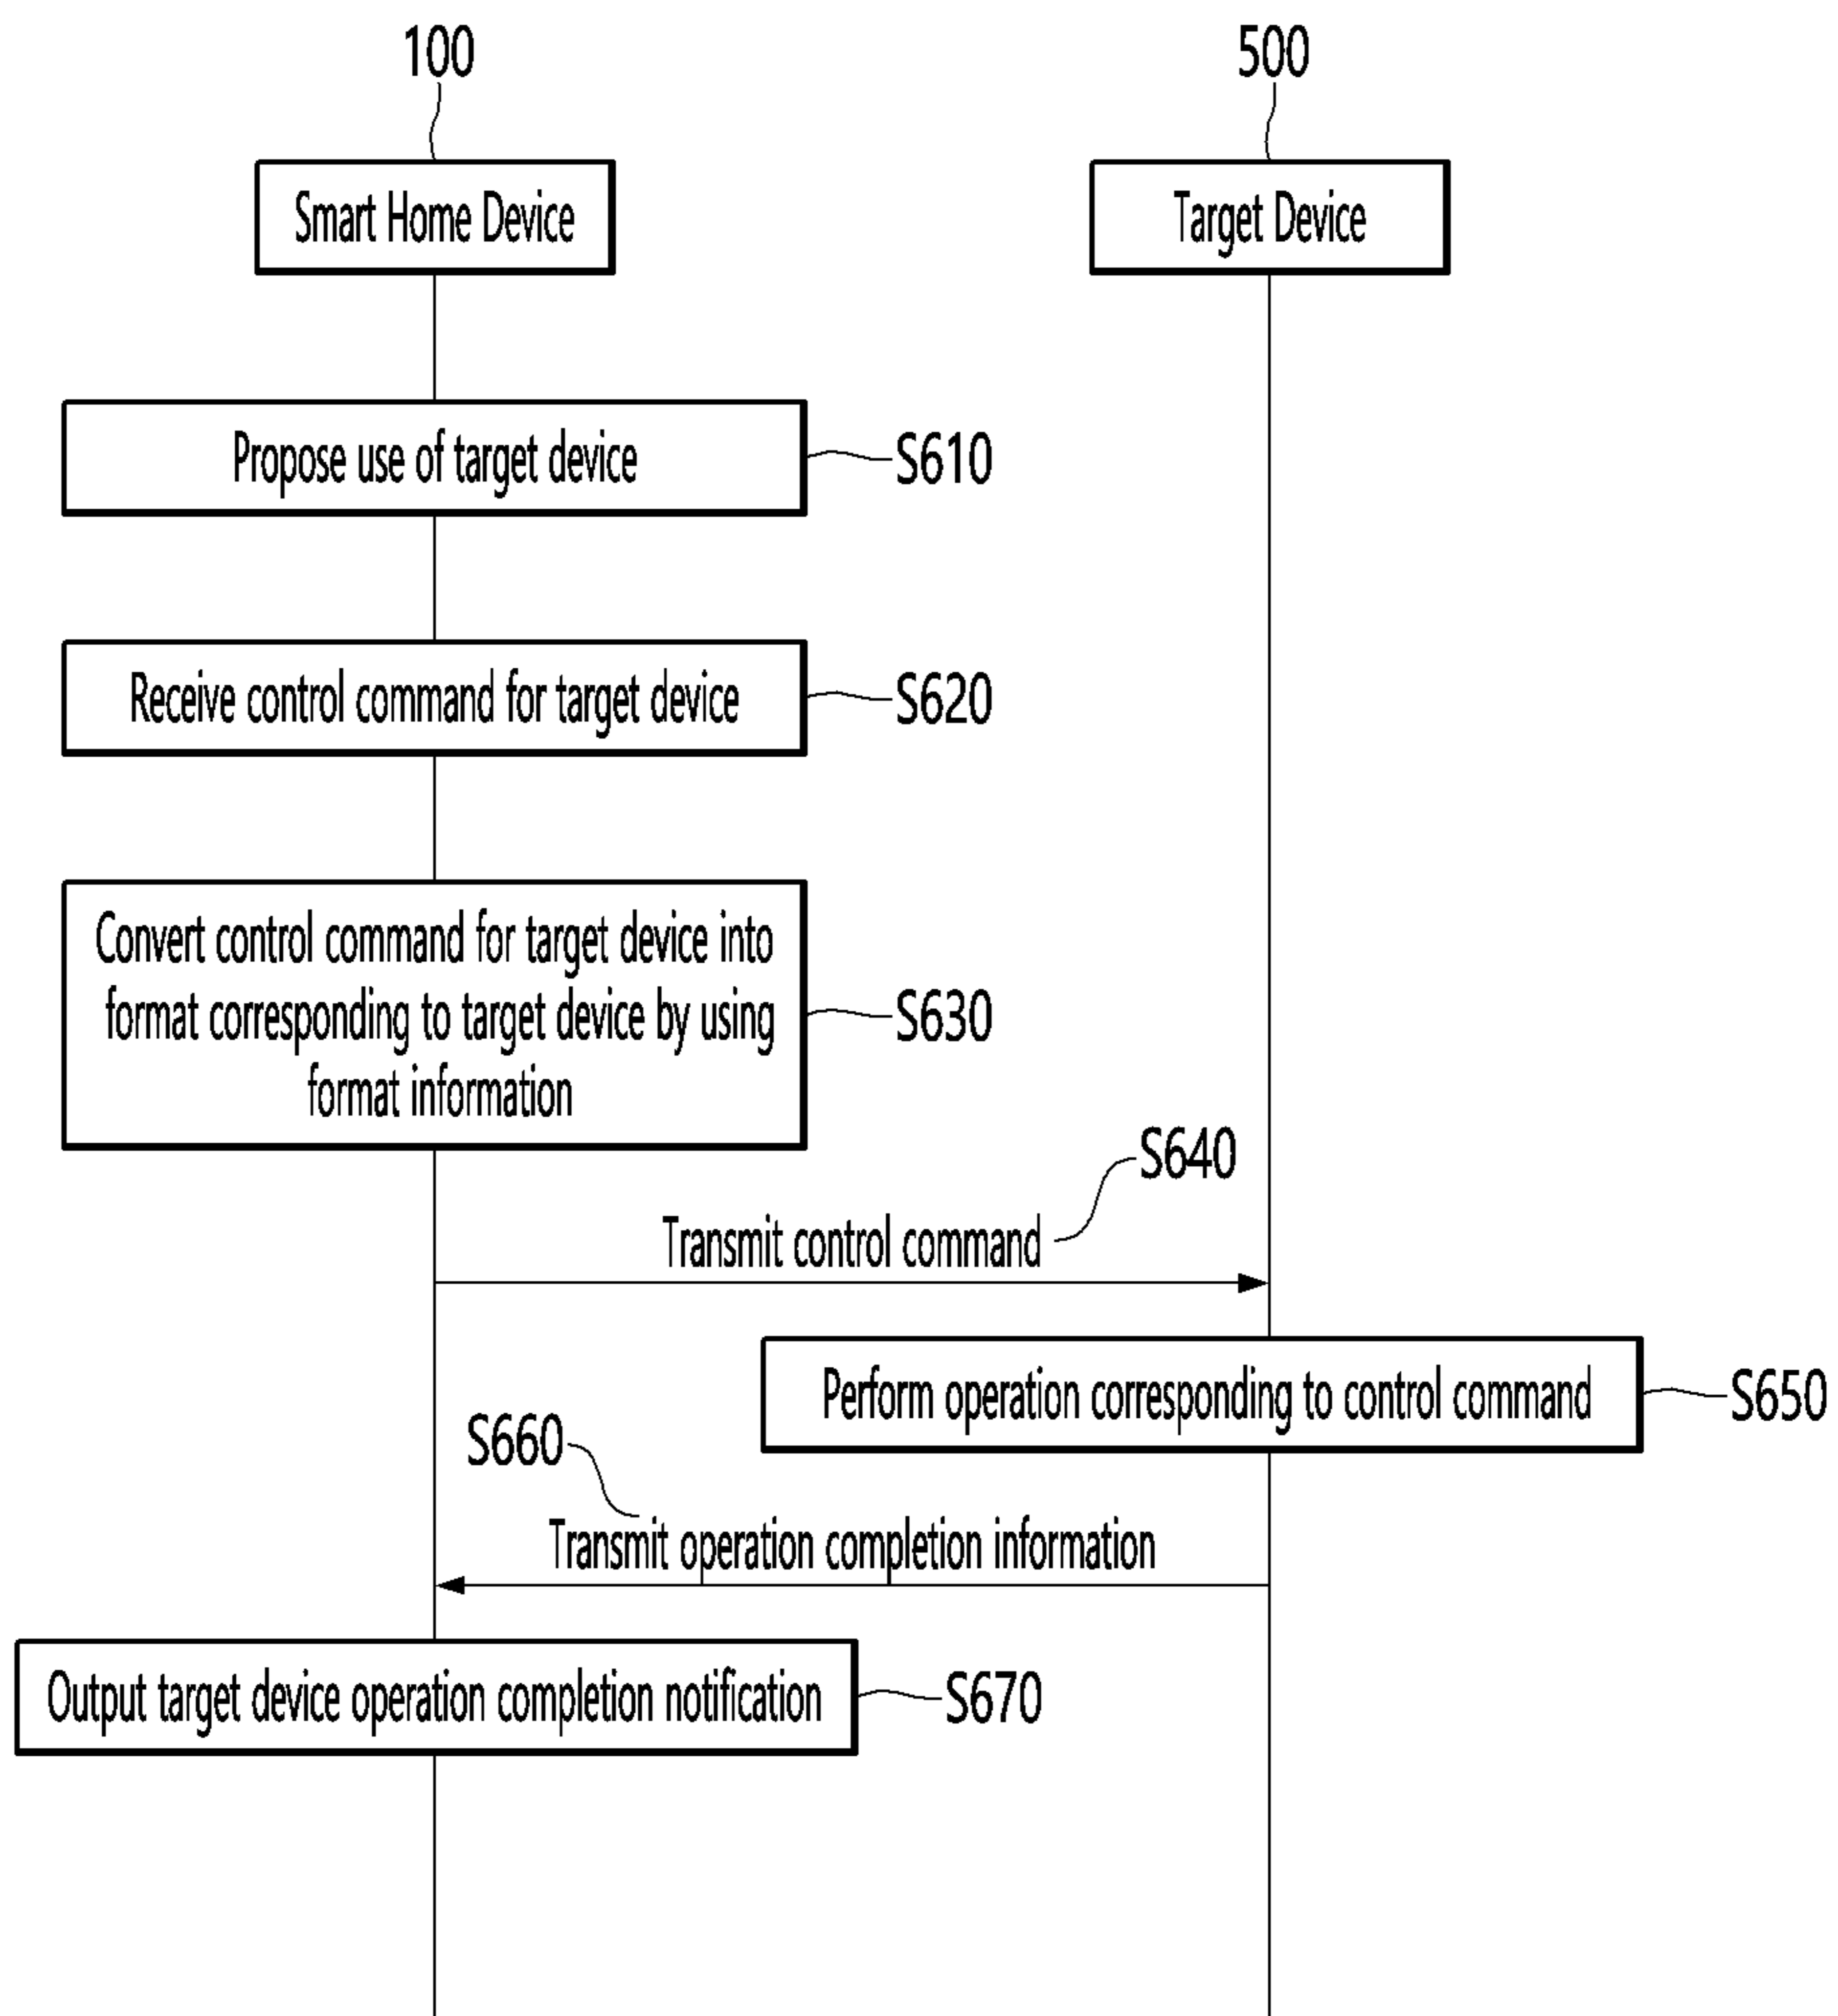 100
500
Smart Home Device
Target Device
Propose use of target device
S610
Receive control command for target device
S620
Convert control command for target device into
format corresponding to target device by using
format information
S630
S640
Transmit control command
Perform operation corresponding to control command
S650
S660
Transmit operation completion information
Output target device operation completion notification
S670